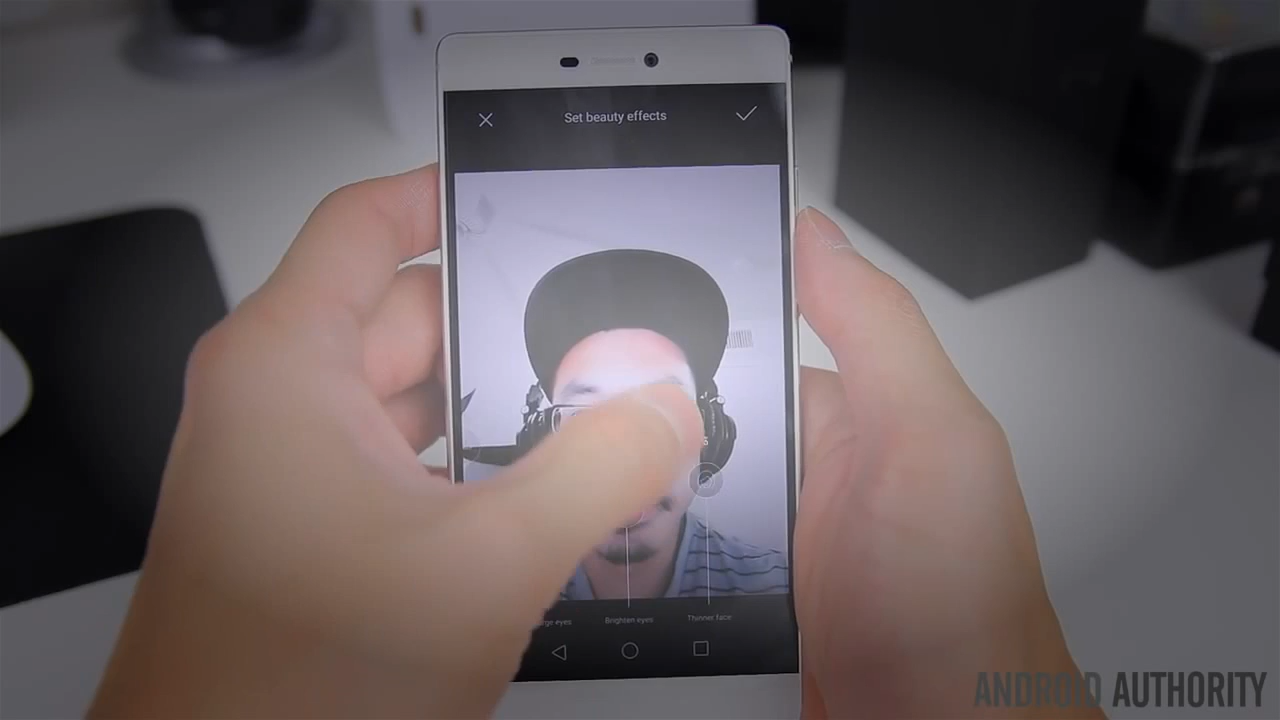 Set beauty effects
Brighten eyes
Thinner face
ANDROID AUTHORITY